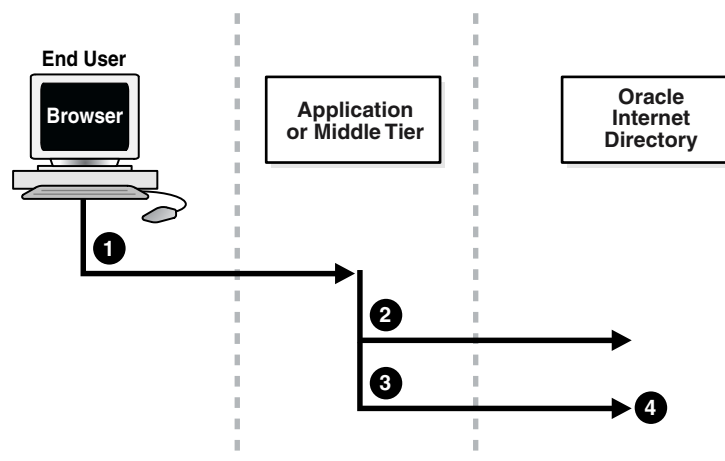 End User
Browser
Application
or Middle Tier
Oracle
Internet
Directory
1
2
3
4